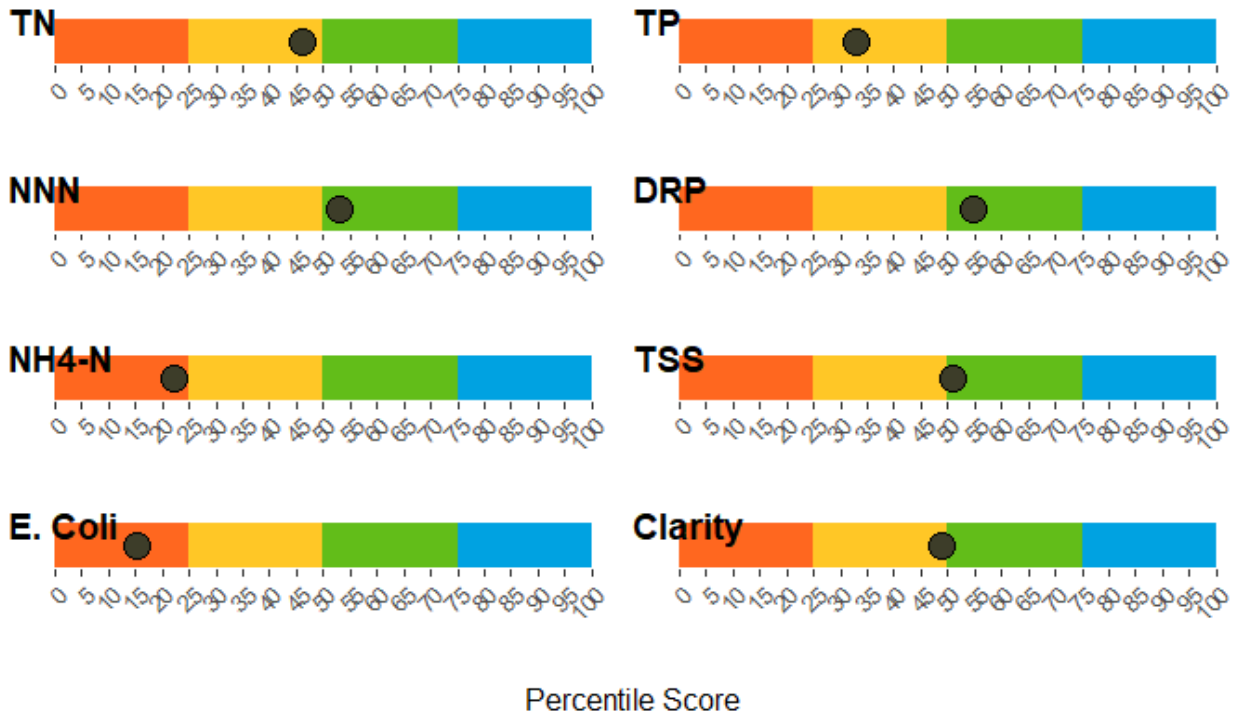 TN
0 5 10 15 20 25 30 35 40 45 50 55 60 65 70 75 80 85 90 95 100
TP
0 5 10 15 20 25 30 35 40 45 50 55 60 65 70 75 80 85 90 95 100
NNN
0 5 10 15 20 25 30 35 40 45 50 55 60 65 70 75 80 85 90 95 100
DRP
0 5 10 15 20 25 30 35 40 45 50 55 60 65 70 75 80 85 90 95 100
NH4-N
0 5 10 15 20 25 30 35 40 45 50 55 60 65 70 75 80 85 90 95 100
TSS
0 5 10 15 20 25 30 35 40 45 50 55 60 65 70 75 80 85 90 95 100
E. Coli
0 5 10 15 20 25 30 35 40 45 50 55 60 65 70 75 80 85 90 95 100
Clarity
0 5 10 15 20 25 30 35 40 45 50 55 60 65 70 75 80 85 90 95 100
Percentile Score